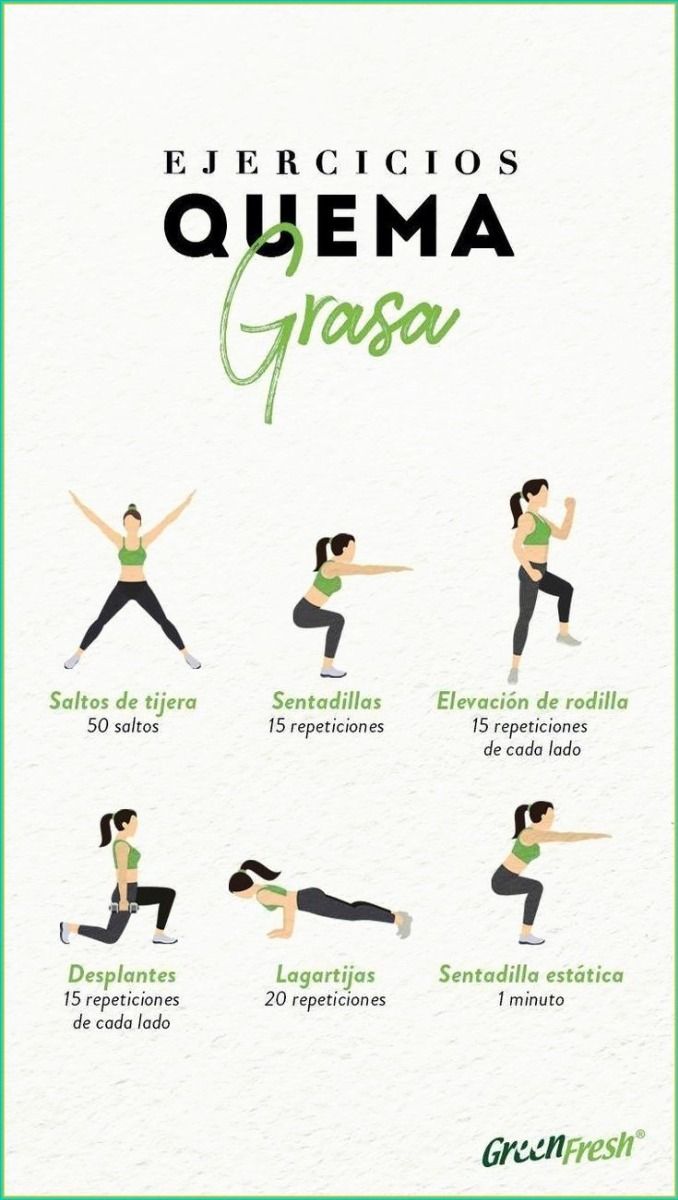 EJERCICIOS
QUEMA
Grasa
Saltos de tijera
50 saltos
Sentadillas
15 repeticiones
Elevación de rodilla
15 repeticiones
de cada lado
Desplantes
15 repeticiones
de cada lado
Lagartijas
20 repeticiones
Sentadilla estática
1 minuto
GreenFresh®